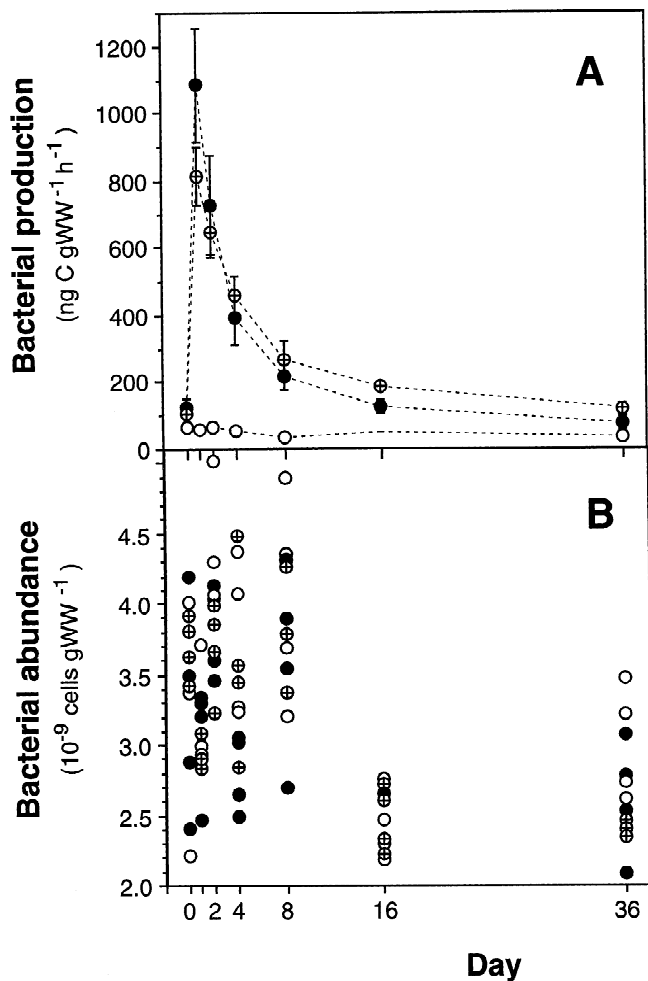 A
1200
1000
800
600
400
200
0
Bacterial production
(ng C gWW⁻¹ h⁻¹)
B
4.5
4.0
3.5
3.0
2.5
2.0
Bacterial abundance
(10⁻⁹ cells gWW⁻¹)
0 2 4 8 16 36
Day